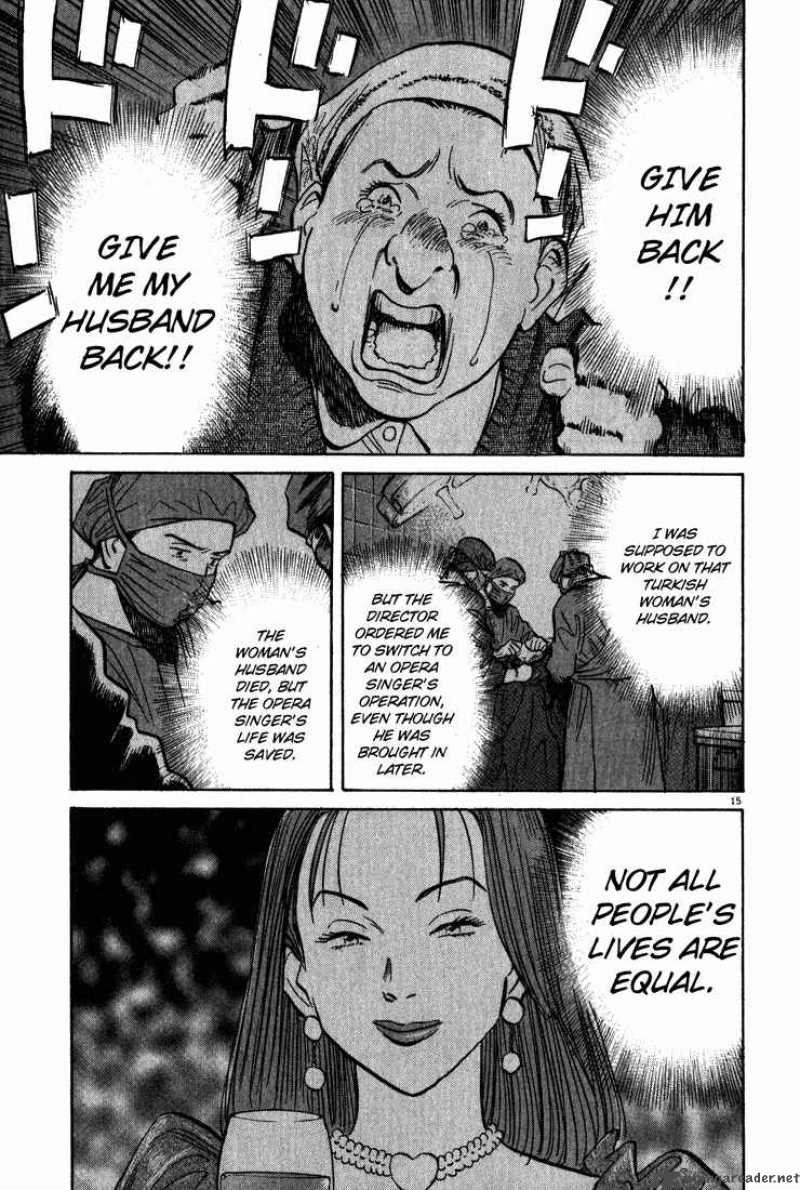 GIVE
HIM
BACK
!!
ドドド
GIVE
ME MY
HUSBAND
BACK!!
I WAS
SUPPOSED TO
WORK ON THAT
TURKISH
WOMAN'S
HUSBAND.
BUT THE
DIRECTOR
ORDERED ME
TO SWITCH TO
AN OPERA
SINGER'S
OPERATION,
EVEN THOUGH
HE WAS
BROUGHT IN
LATER.
THE
WOMAN'S
HUSBAND
DIED, BUT
THE OPERA
SINGER'S
LIFE WAS
SAVED.
15
NOT ALL
PEOPLE'S
LIVES ARE
EQUAL.